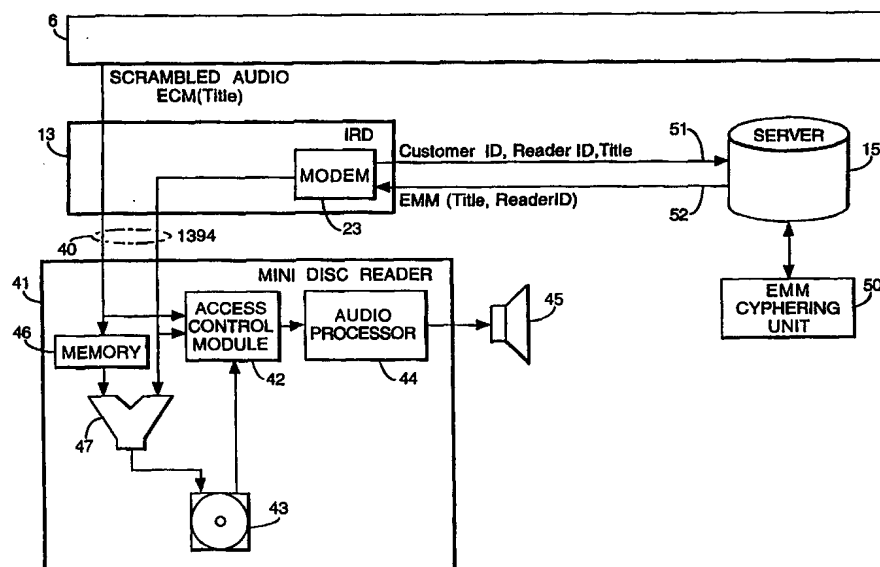 6
SCRAMBLED AUDIO
ECM(Title)
13
IRD
MODEM
23
Customer ID, Reader ID,Title
51
EMM (Title, ReaderID)
52
SERVER
15
40
1394
MINI DISC READER
41
46
MEMORY
ACCESS
CONTROL
MODULE
42
AUDIO
PROCESSOR
44
45
EMM
CYPHERING
UNIT
50
47
43